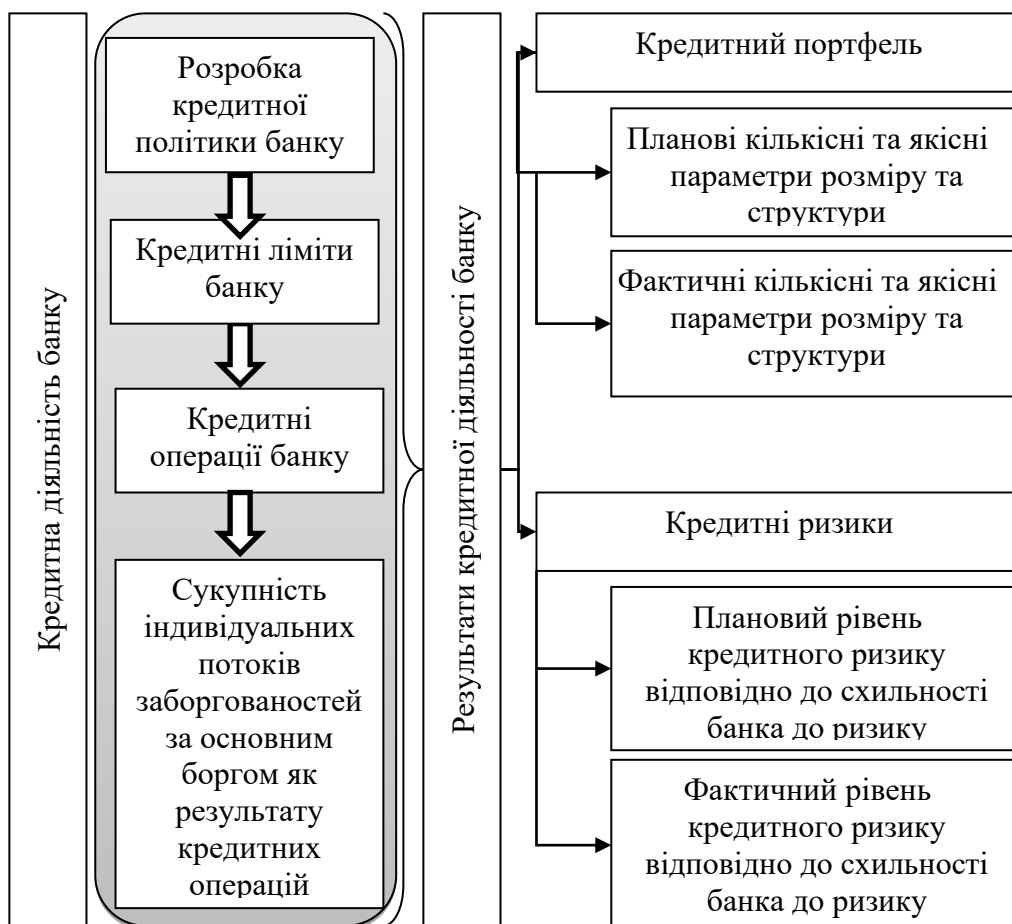 Кредитна діяльність банку
Розробка
кредитної
політики банку
Кредитні ліміти
банку
Кредитні
операції банку
Сукупність
індивідуальних
потоків
заборгованостей
за основним
боргом як
результату
кредитних
операцій
Результати кредитної діяльності банку
Кредитний портфель
Планові кількісні та якісні
параметри розміру та
структури
Фактичні кількісні та якісні
параметри розміру та
структури
Кредитні ризики
Плановий рівень
кредитного ризику
відповідно до схильності
банка до ризику
Фактичний рівень
кредитного ризику
відповідно до схильності
банка до ризику